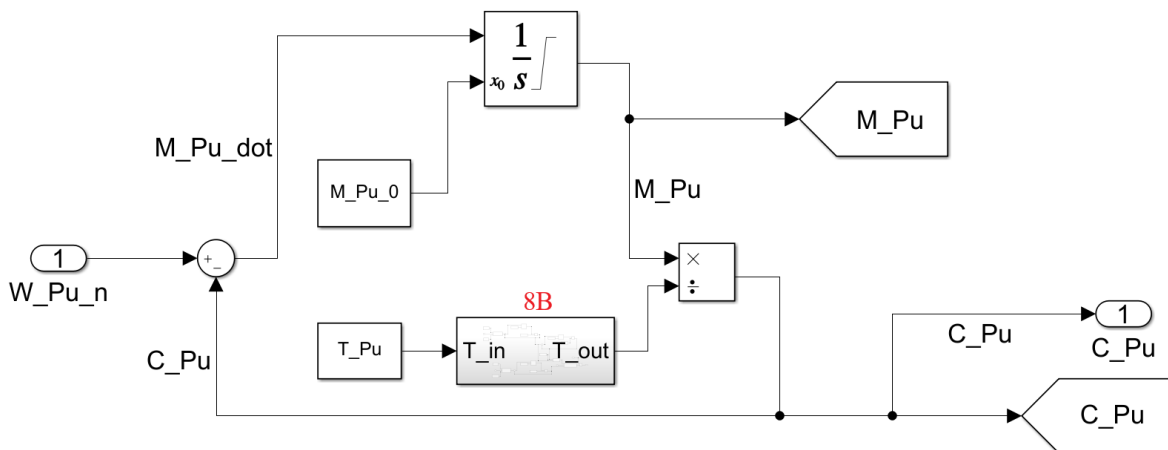 1
s
x0
M_Pu
M_Pu_dot
M_Pu_0
M_Pu
1
W_Pu_n
+
−
×
÷
8B
T_Pu
T_in
T_out
C_Pu
C_Pu
1
C_Pu
C_Pu